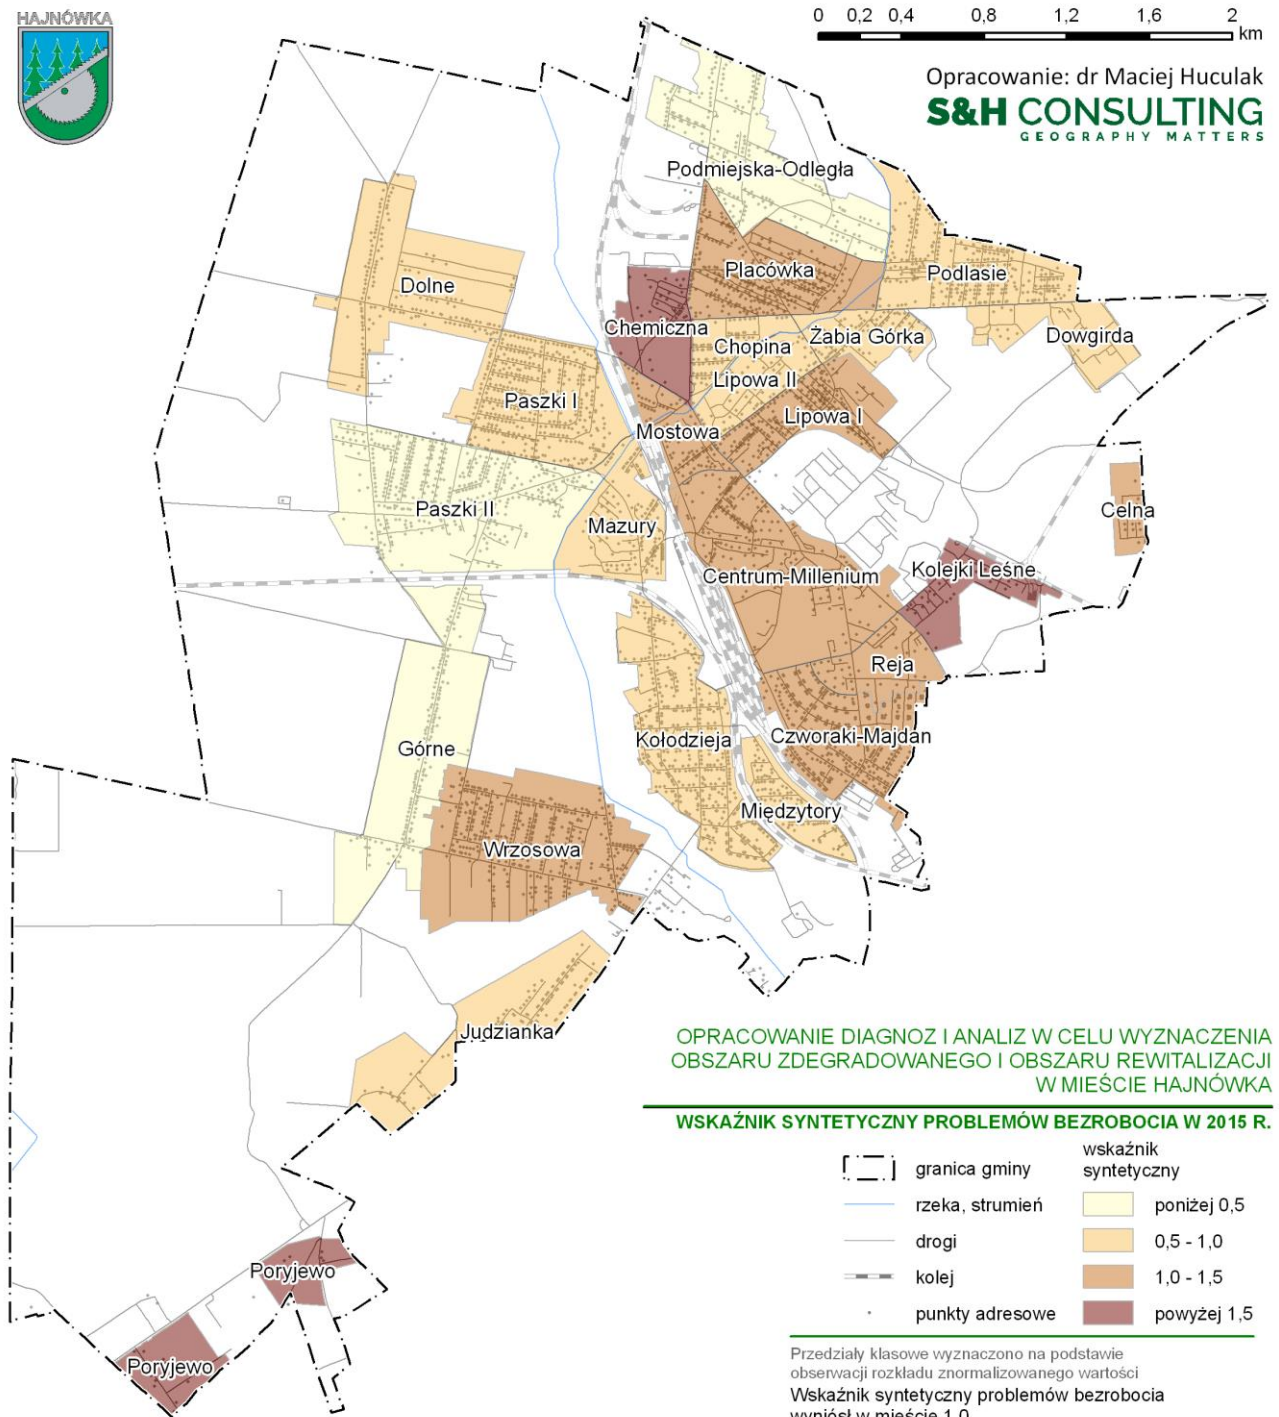 HAJNÓWKA
0 0,2 0,4 0,8 1,2 1,6 2
km
Opracowanie: dr Maciej Huculak
S&H CONSULTING
GEOGRAPHY MATTERS
Podmiejska-Odległa
Placówka
Podlasie
Dolne
Chemiczna
Chopina
Żabia Górka
Dowgirda
Lipowa II
Paszki I
Lipowa I
Mostowa
Paszki II
Mazury
Celna
Centrum-Millenium
Kolejki Leśne
Reja
Górne
Kołodzieja
Czworaki-Majdan
Międzytory
Wrzosowa
Judzianka
Poryjewo
Poryjewo
OPRACOWANIE DIAGNOZ I ANALIZ W CELU WYZNACZENIA
OBSZARU ZDEGRADOWANEGO I OBSZARU REWITALIZACJI
W MIEŚCIE HAJNÓWKA
WSKAŹNIK SYNTETYCZNY PROBLEMÓW BEZROBOCIA W 2015 R.
granica gminy
rzeka, strumień
drogi
kolej
punkty adresowe
wskaźnik
syntetyczny
poniżej 0,5
0,5 - 1,0
1,0 - 1,5
powyżej 1,5
Przedziały klasowe wyznaczono na podstawie
obserwacji rozkładu znormalizowanego wartości
Wskaźnik syntetyczny problemów bezrobocia
wyniósł w mieście 1,0